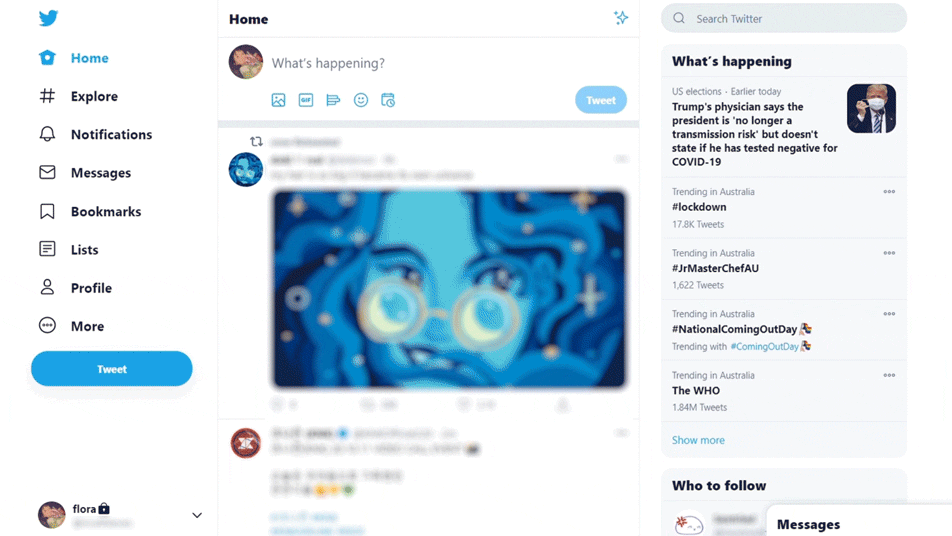 Home
Explore
Notifications
Messages
Bookmarks
Lists
Profile
More
Tweet
flora
Home
What's happening?
GIF
Tweet
Search Twitter
What's happening
US elections · Earlier today
Trump's physician says the
president is 'no longer a
transmission risk' but doesn't
state if he has tested negative for
COVID-19
Trending in Australia
#lockdown
17.8K Tweets
Trending in Australia
#JrMasterChefAU
1,622 Tweets
Trending in Australia
#NationalComingOutDay
Trending with #ComingOutDay
Trending in Australia
The WHO
1.84M Tweets
Show more
Who to follow
Messages